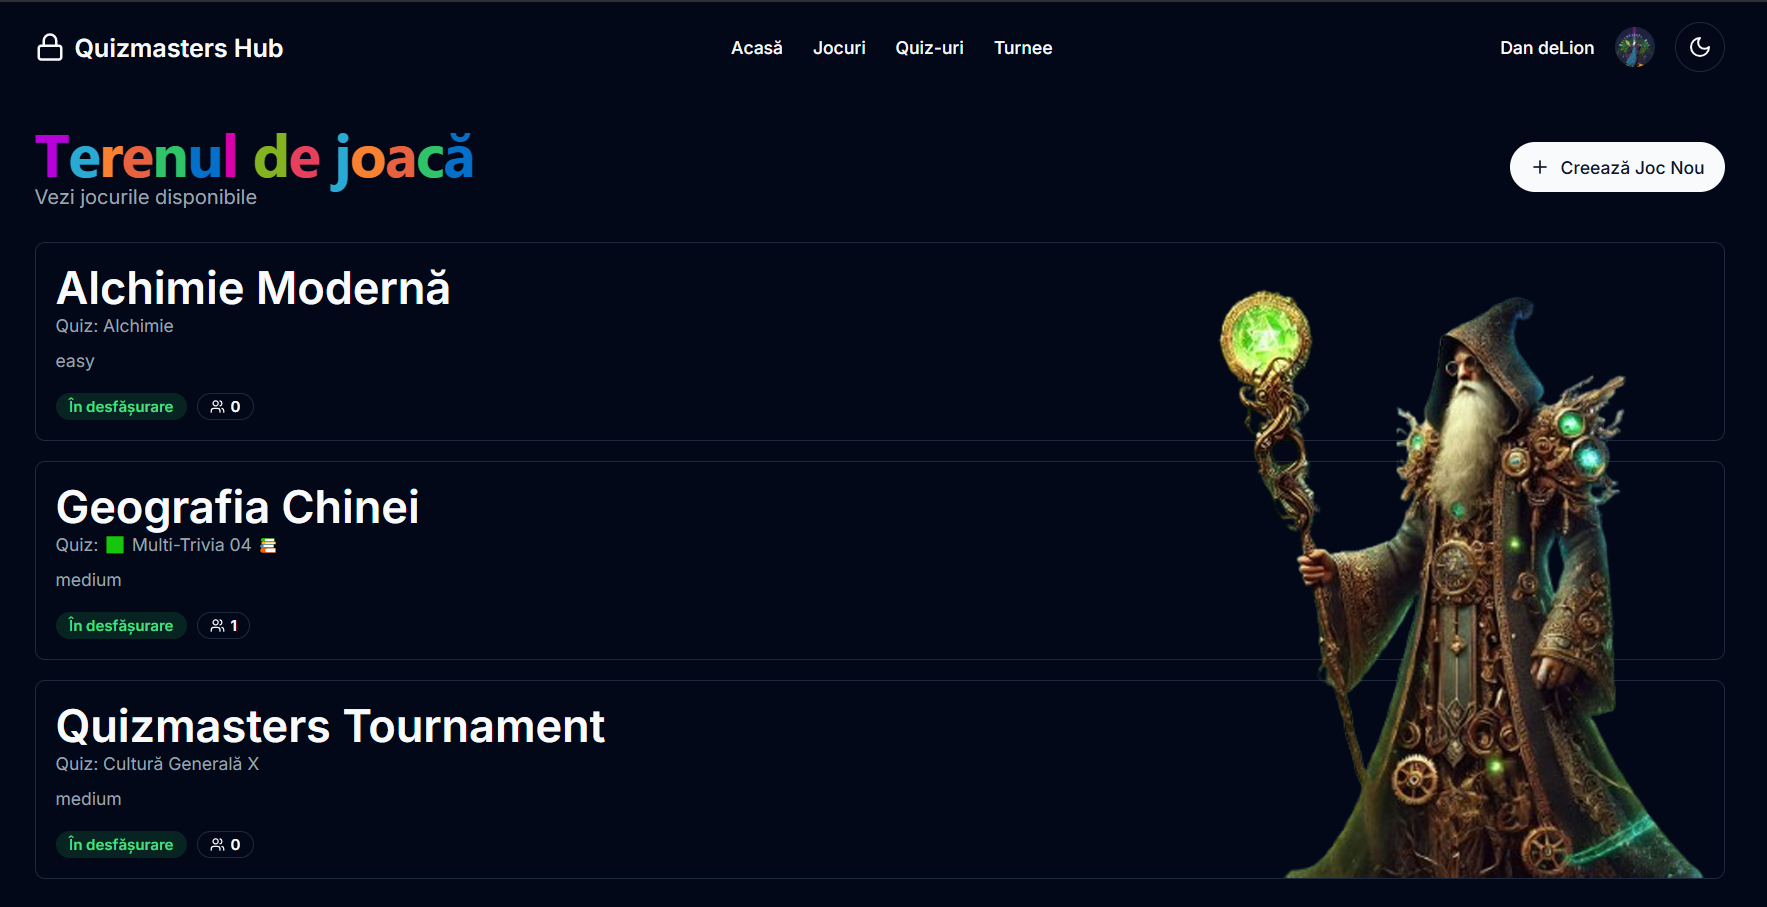 Quizmasters Hub
Acasă
Jocuri
Quiz-uri
Turnee
Dan deLion
Terenul de joacă
Vezi jocurile disponibile
Creează Joc Nou
Alchimie Modernă
Quiz: Alchimie
easy
În desfășurare
0
Geografia Chinei
Quiz: 🟩 Multi-Trivia 04 📚
medium
În desfășurare
1
Quizmasters Tournament
Quiz: Cultură Generală X
medium
În desfășurare
0